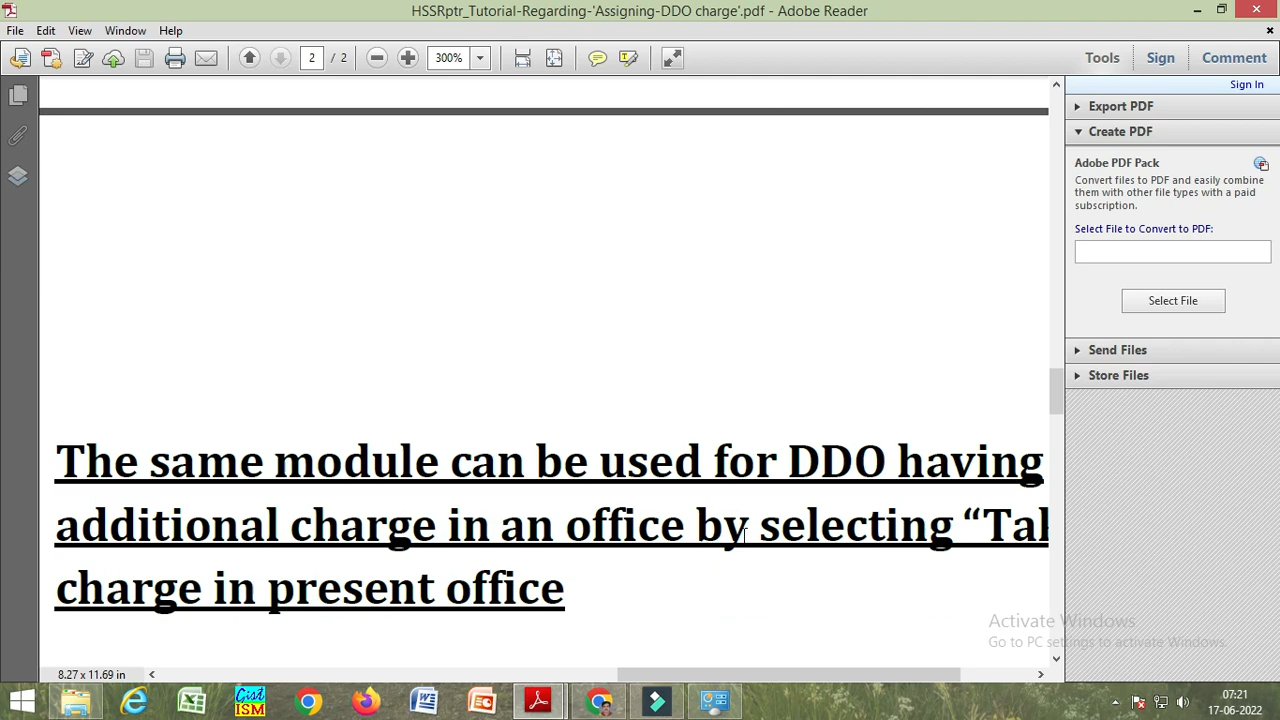 HSSRptr_Tutorial-Regarding-'Assigning-DDO charge'.pdf - Adobe Reader
File Edit View Window Help
2 / 2 300% Tools Sign Comment
Sign In
Export PDF
Create PDF
Adobe PDF Pack
Convert files to PDF and easily combine
them with other file types with a paid
subscription.
Select File to Convert to PDF:
Select File
Send Files
Store Files
The same module can be used for DDO having
additional charge in an office by selecting “Tak
charge in present office
Activate Windows
Go to PC settings to activate Windows.
8.27 x 11.69 in
Gist
ISM
07:21
17-06-2022